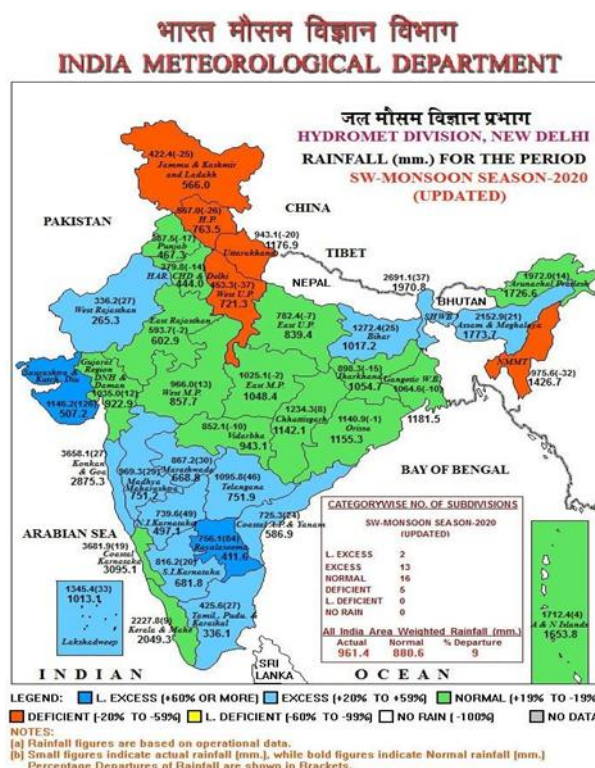 भारत मौसम विज्ञान विभाग
INDIA METEOROLOGICAL DEPARTMENT
जल मौसम विज्ञान प्रभाग
HYDROMET DIVISION, NEW DELHI
RAINFALL (mm.) FOR THE PERIOD
SW-MONSOON SEASON-2020
(UPDATED)
422.4(-25)
Jammu & Kashmir
and Ladakh
566.0
PAKISTAN
CHINA
567.0(-26)
H.P.
763.5
943.1(-20)
Uttarakhand
1176.9
TIBET
387.5(-17)
Punjab
467.3
379.8(-14)
HAR. CHD & Delhi
444.0
453.3(-37)
West U.P
721.3
NEPAL
2691.1(37)
1970.8
SHWB
BHUTAN
1972.0(14)
Arunachal Pradesh
1726.6
336.2(27)
West Rajasthan
265.3
593.7(-2)
East Rajasthan
602.9
782.4(-7)
East U.P
839.4
1272.4(25)
Bihar
1017.2
2152.9(21)
Assam & Meghalaya
1773.7
NMMT
975.6(-32)
1426.7
Gujarat
Region
DNH &
Daman
1035.0(12)
922.9
Saurashtra &
Kutch, Diu
1146.2(126)
507.2
966.0(13)
West M.P.
857.7
1025.1(-2)
East M.P.
1048.4
898.3(-15)
Jharkhand
1054.7
Gangetic W.B.
1064.6(-10)
1181.5
852.1(-10)
Vidarbha
943.1
1234.3(8)
Chhattisgarh
1142.1
1140.9(-1)
Orissa
1155.3
3658.1(27)
Konkan
and Goa
2875.3
969.3(29)
Madhya
Maharashtra
751.2
867.2(30)
Marathwada
668.8
1095.8(46)
Telangana
751.9
BAY OF BENGAL
ARABIAN SEA
739.6(49)
N.I.Karnataka
497.1
725.3(24)
Coastal A.P. & Yanam
586.9
3681.9(19)
Coastal
Karnataka
3095.1
756.1(84)
Rayalaseema
411.6
816.2(20)
S.I.Karnataka
681.8
1345.4(33)
1013.1
Lakshadweep
2227.8(9)
Kerala & Mahe
2049.3
425.6(27)
Tamil, Pudu. &
Karaikal
336.1
1712.4(4)
A & N Islands
1653.8
CATEGORYWISE NO. OF SUBDIVISIONS
SW-MONSOON SEASON-2020
(UPDATED)
L. EXCESS 2
EXCESS 13
NORMAL 16
DEFICIENT 5
L. DEFICIENT 0
NO RAIN 0
All India Area Weighted Rainfall (mm.)
Actual Normal % Departure
961.4 880.6 9
SRI
LANKA
INDIAN OCEAN
LEGEND: L. EXCESS (+60% OR MORE) EXCESS (+20% TO +59%) NORMAL (+19% TO -19%)
DEFICIENT (-20% TO -59%) L. DEFICIENT (-60% TO -99%) NO RAIN (-100%) NO DATA
NOTES:
(a) Rainfall figures are based on operational data.
(b) Small figures indicate actual rainfall (mm.), while bold figures indicate Normal rainfall (mm.)
Percentage Departures of Rainfall are shown in Brackets.